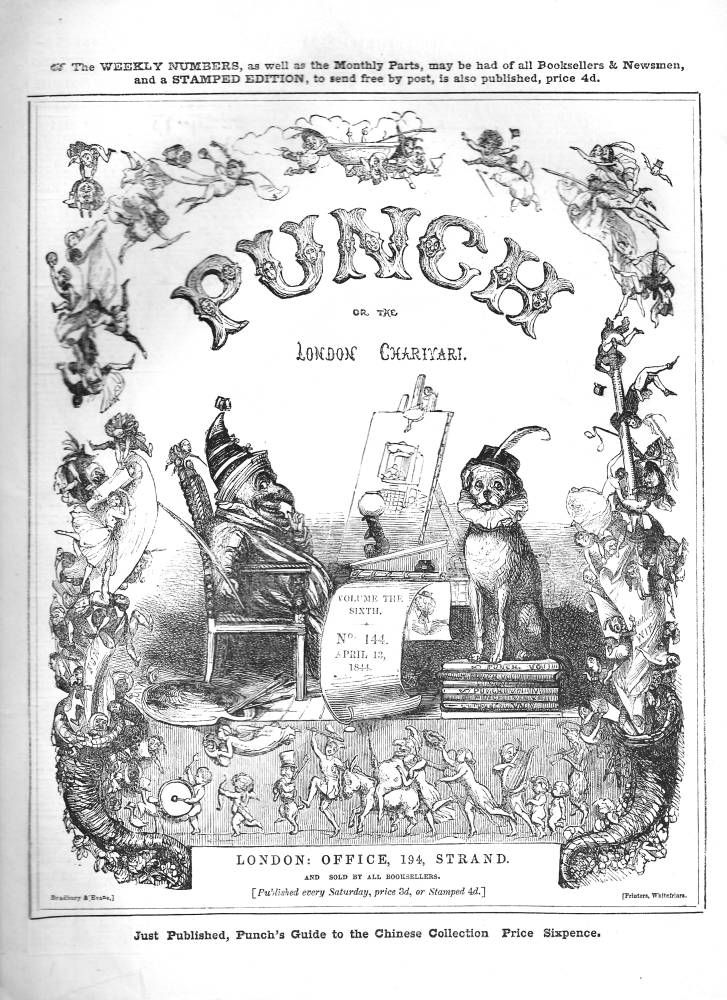 ☞ The WEEKLY NUMBERS, as well as the Monthly Parts, may be had of all Booksellers & Newsmen,
and a STAMPED EDITION, to send free by post, is also published, price 4d.
PUNCH
OR THE
LONDON CHARIVARI.
VOLUME THE
SIXTH.
No. 144.
APRIL 13,
1844.
PUNCH. VOL
LONDON: OFFICE, 194, STRAND.
AND SOLD BY ALL BOOKSELLERS.
[Published every Saturday, price 3d, or Stamped 4d.]
Bradbury & Evans,]
[Printers, Whitefriars.
Just Published, Punch's Guide to the Chinese Collection Price Sixpence.